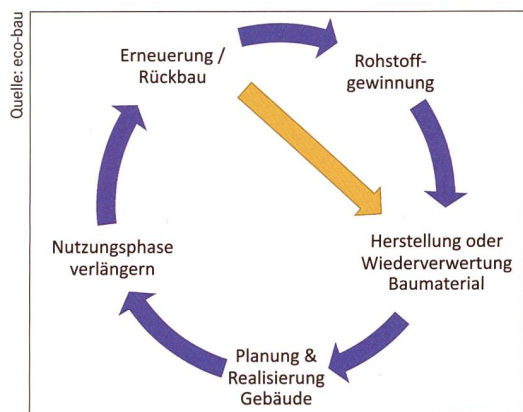 Quelle: eco-bau
Erneuerung /
Rückbau
Rohstoff-
gewinnung
Herstellung oder
Wiederverwertung
Baumaterial
Planung &
Realisierung
Gebäude
Nutzungsphase
verlängern